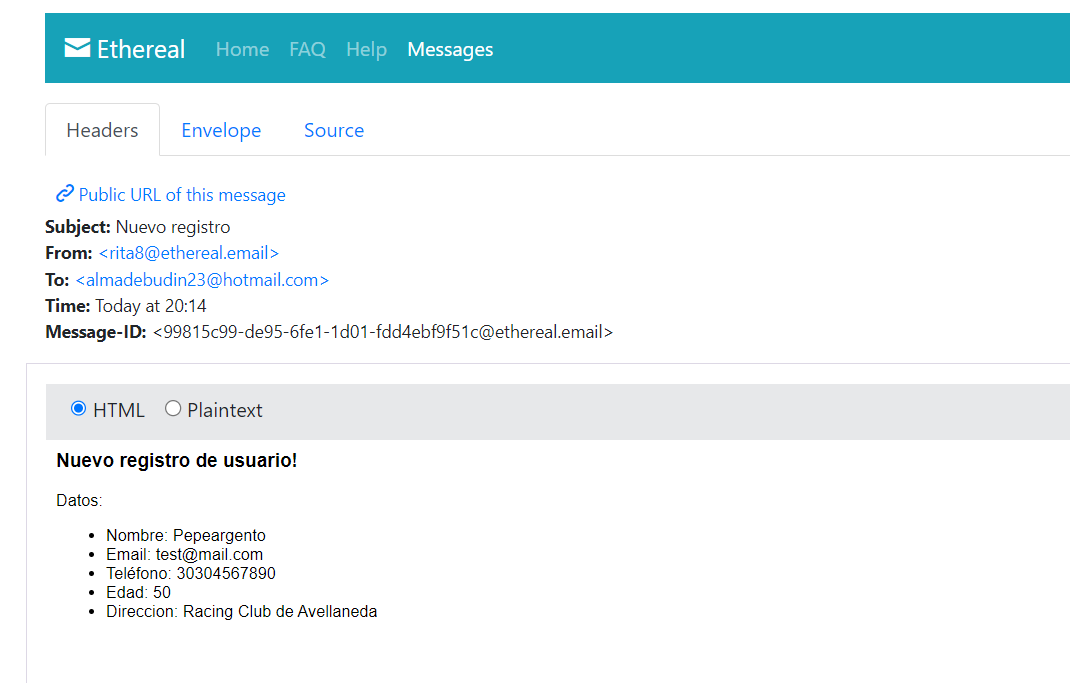 Ethereal Home FAQ Help Messages
Headers Envelope Source
Public URL of this message
Subject: Nuevo registro
From: <rita8@ethereal.email>
To: <almadebudin23@hotmail.com>
Time: Today at 20:14
Message-ID: <99815c99-de95-6fe1-1d01-fdd4ebf9f51c@ethereal.email>
HTML Plaintext
Nuevo registro de usuario!
Datos:
• Nombre: Pepeargento
• Email: test@mail.com
• Teléfono: 30304567890
• Edad: 50
• Direccion: Racing Club de Avellaneda